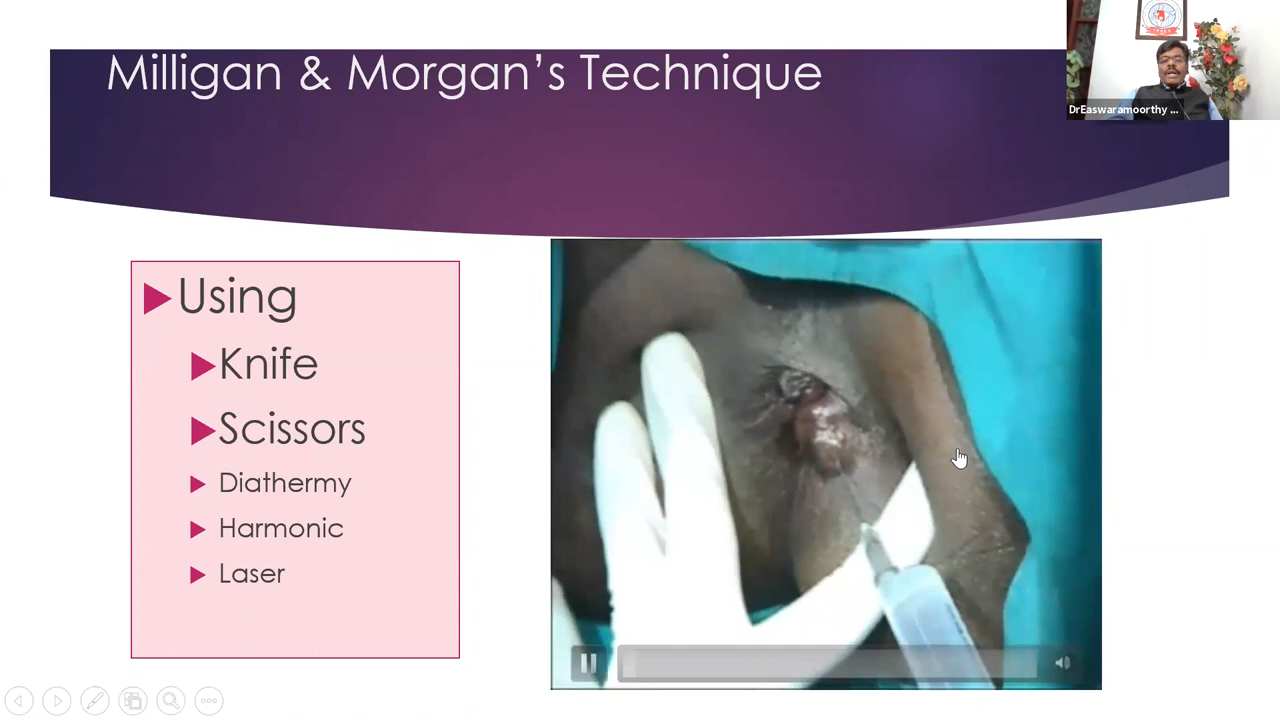 Milligan & Morgan’s Technique
DrEaswaramoorthy ...
Using
Knife
Scissors
Diathermy
Harmonic
Laser